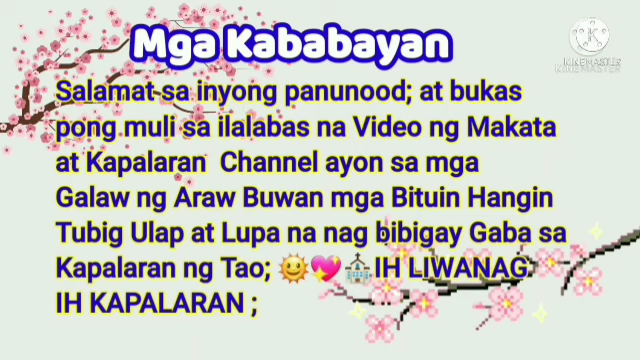 Mga Kababayan
K
KINEMASTER
KINEMASTER
Salamat sa inyong panunood; at bukas
pong muli sa ilalabas na Video ng Makata
at Kapalaran Channel ayon sa mga
Galaw ng Araw Buwan mga Bituin Hangin
Tubig Ulap at Lupa na nag bibigay Gaba sa
Kapalaran ng Tao; 🌞💖⛪IH LIWANAG.
IH KAPALARAN ;